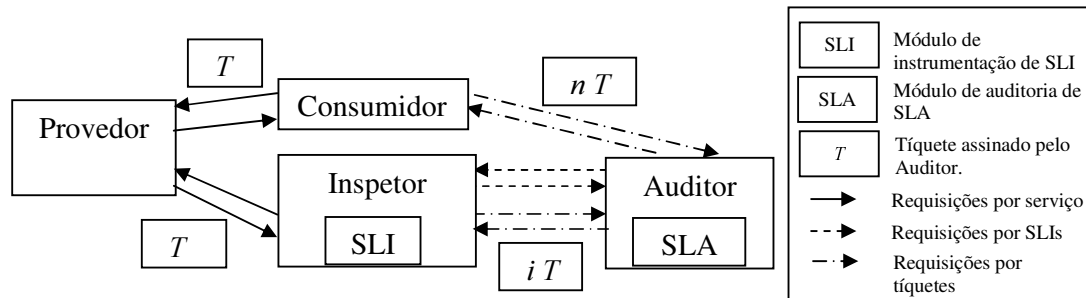 T
Consumidor
n T
Provedor
Inspetor
SLI
Auditor
SLA
T
i T
SLI
Módulo de
instrumentação de SLI
SLA
Módulo de auditoria de
SLA
T
Tíquete assinado pelo
Auditor.
Requisições por serviço
Requisições por SLIs
Requisições por
tíquetes